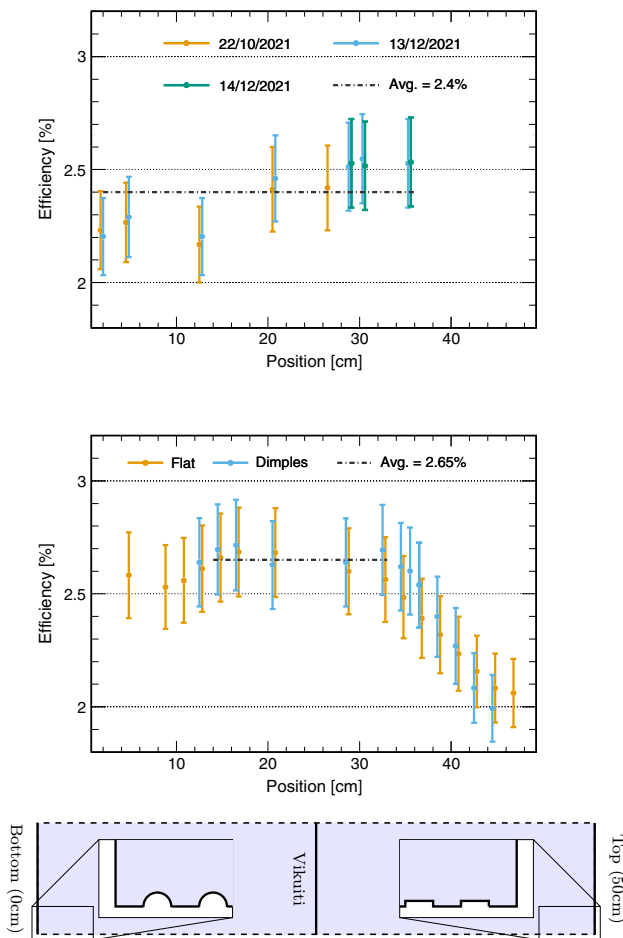 22/10/2021 13/12/2021
14/12/2021 Avg. = 2.4%
Efficiency [%]
3
2.5
2
10 20 30 40
Position [cm]
Flat Dimples Avg. = 2.65%
Efficiency [%]
3
2.5
2
10 20 30 40
Position [cm]
Bottom (0cm)
Vikuiti
Top (50cm)